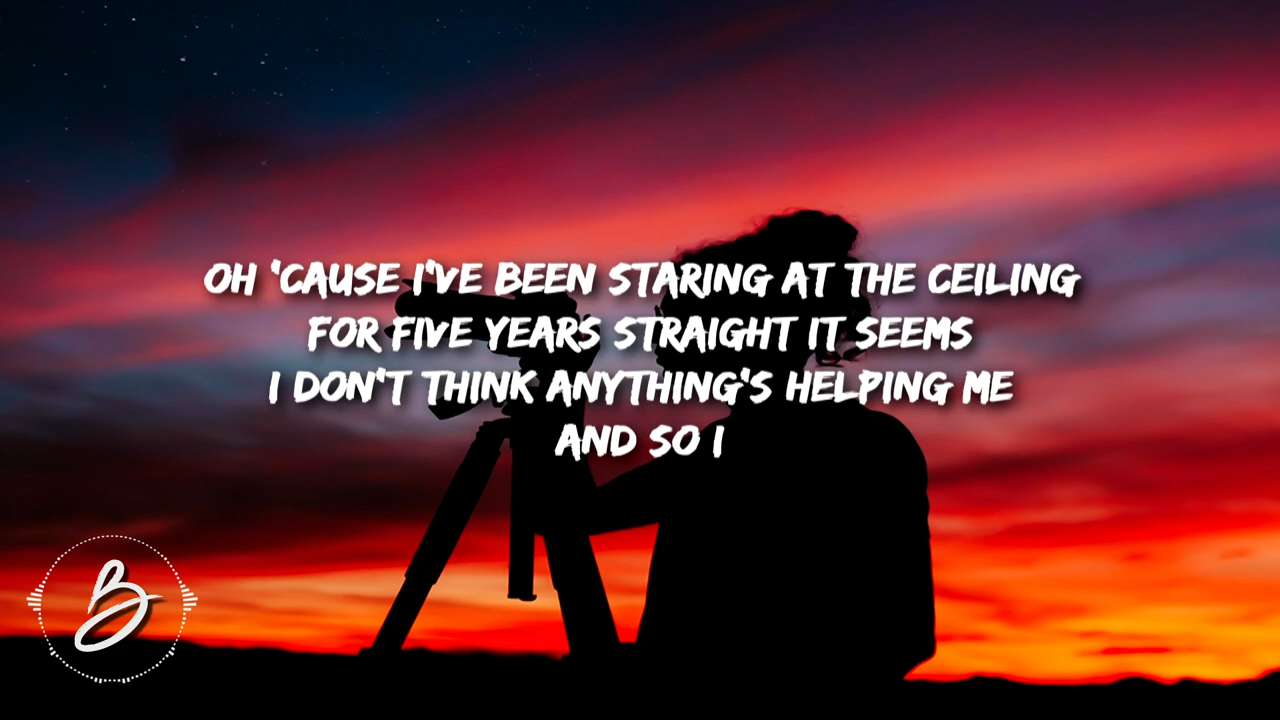 OH 'CAUSE I'VE BEEN STARING AT THE CEILING
FOR FIVE YEARS STRAIGHT IT SEEMS
I DON'T THINK ANYTHING'S HELPING ME
AND SO I
B